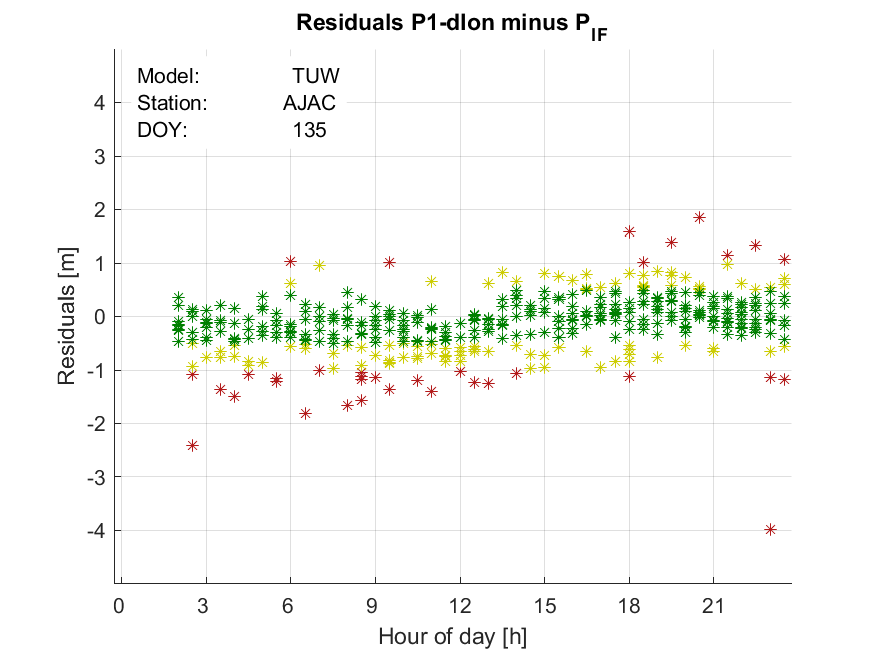 Residuals P1-dIon minus PIF
Model: TUW
Station: AJAC
DOY: 135
Residuals [m]
4
3
2
1
0
-1
-2
-3
-4
0 3 6 9 12 15 18 21
Hour of day [h]